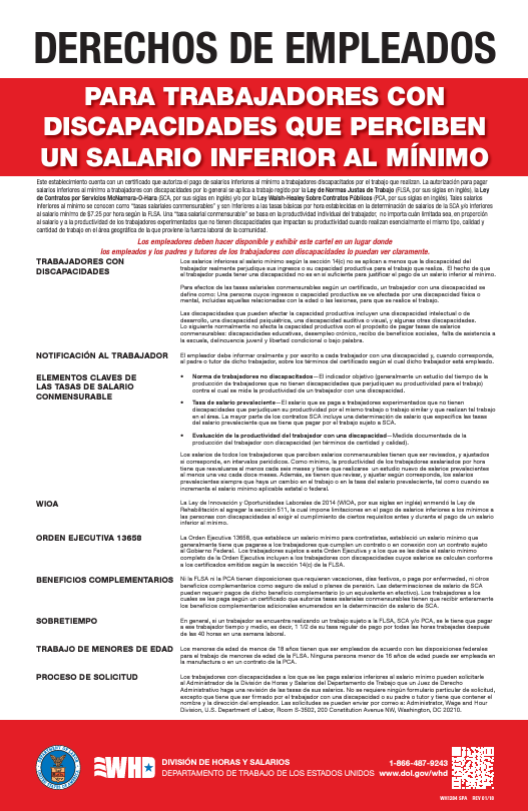 DERECHOS DE EMPLEADOS
PARA TRABAJADORES CON
DISCAPACIDADES QUE PERCIBEN
UN SALARIO INFERIOR AL MÍNIMO
Este establecimiento cuenta con un certificado que autoriza el pago de salarios inferiores al mínimo a trabajadores discapacitados por el trabajo que realizan. La autorización para pagar
salarios inferiores al mínimo a trabajadores con discapacidades por lo general se aplica a trabajo regido por la Ley de Normas Justas de Trabajo (FLSA, por sus siglas en inglés), la Ley
de Contratos por Servicios McNamara-O-Hara (SCA, por sus siglas en inglés) y/o por la Ley Walsh-Healey Sobre Contratos Públicos (PCA, por sus siglas en inglés). Tales salarios
inferiores al mínimo se conocen como "tasas salariales conmensurables" y son inferiores a las tasas básicas por hora establecidas en la determinación de salarios de la SCA y/o inferiores
al salario mínimo de $7.25 por hora según la FLSA. Una "tasa salarial conmensurable" se basa en la productividad individual del trabajador, no importa cuán limitada sea, en proporción
al salario y a la productividad de los trabajadores experimentados que no tienen discapacidades que impactan su productividad cuando realizan esencialmente el mismo tipo, calidad y
cantidad de trabajo en el área geográfica de la que proviene la fuerza laboral de la comunidad.
Los empleadores deben hacer disponible y exhibir este cartel en un lugar donde
los empleados y los padres y tutores de los trabajadores con discapacidades lo puedan ver claramente.
TRABAJADORES CON
DISCAPACIDADES
Los salarios inferiores al salario mínimo según la sección 14(c) no se aplican a menos que la discapacidad del
trabajador realmente perjudique sus ingresos o su capacidad productiva para el trabajo que realiza. El hecho de que
el trabajador pueda tener una discapacidad no es en sí suficiente para justificar el pago de un salario inferior al mínimo.
Para efectos de las tasas salariales conmensurables según un certificado, un trabajador con una discapacidad se
define como: Una persona cuyos ingresos o capacidad productiva se ve afectada por una discapacidad física o
mental, incluidas aquellas relacionadas con la edad o las lesiones, para que se realice el trabajo.
Las discapacidades que pueden afectar la capacidad productiva incluyen una discapacidad intelectual o de
desarrollo, una discapacidad psiquiátrica, una discapacidad auditiva o visual, y algunas otras discapacidades.
Lo siguiente normalmente no afecta la capacidad productiva con el propósito de pagar tasas de salarios
conmensurables: discapacidades educativas, desempleo crónico, recibo de beneficios sociales, falta de asistencia a
la escuela, delincuencia juvenil y libertad condicional o bajo palabra.
NOTIFICACIÓN AL TRABAJADOR
El empleador debe informar oralmente y por escrito a cada trabajador con una discapacidad y, cuando corresponda,
al padre o tutor de dicho trabajador, sobre los términos del certificado según el cual dicho trabajador está empleado.
ELEMENTOS CLAVES DE
LAS TASAS DE SALARIO
CONMENSURABLE
• Norma de trabajadores no discapacitados—El indicador objetivo (generalmente un estudio del tiempo de la
producción de trabajadores que no tienen discapacidades que perjudiquen su productividad para el trabajo)
contra el cual se mide la productividad de un trabajador con una discapacidad.
• Tasa de salario prevaleciente—El salario que se paga a trabajadores experimentados que no tienen
discapacidades que perjudiquen su productividad por el mismo trabajo o trabajo similar y que realizan tal trabajo
en el área. La mayor parte de los contratos SCA incluye una determinación de salario que especifica las tasas
del salario prevaleciente que se tiene que pagar por el trabajo sujeto a SCA.
• Evaluación de la productividad del trabajador con una discapacidad—Medida documentada de la
producción del trabajador con discapacidad (en términos de cantidad y calidad).
Los salarios de todos los trabajadores que perciben salarios conmensurables tienen que ser revisados, y ajustados
si corresponde, en intervalos periódicos. Como mínimo, la productividad de los trabajadores asalariados por hora
tiene que reevaluarse al menos cada seis meses y tiene que realizarse un estudio nuevo de salarios prevalecientes
al menos una vez cada doce meses. Además, se tienen que revisar, y ajustar según corresponda, los salarios
prevalecientes siempre que haya un cambio en el trabajo o en la tasa del salario prevaleciente, tal como cuando se
incremente el salario mínimo aplicable estatal o federal.
WIOA
La Ley de Innovación y Oportunidades Laborales de 2014 (WIOA, por sus siglas en inglés) enmendó la Ley de
Rehabilitación al agregar la sección 511, la cual impone limitaciones en el pago de salarios inferiores a los mínimos a
las personas con discapacidades al exigir el cumplimiento de ciertos requisitos antes y durante el pago de un salario
inferior al mínimo.
ORDEN EJECUTIVA 13658
La Orden Ejecutiva 13658, que establece un salario mínimo para contratistas, estableció un salario mínimo que
generalmente tiene que pagarse a los trabajadores que cumplen un contrato o en conexión con un contrato sujeto
al Gobierno Federal. Los trabajadores sujetos a esta Orden Ejecutiva y a los que se les debe el salario mínimo
completo de la Orden Ejecutiva incluyen a los trabajadores con discapacidades cuyos salarios se calculan conforme
a los certificados emitidos según la sección 14(c) de la FLSA.
BENEFICIOS COMPLEMENTARIOS
Ni la FLSA ni la PCA tienen disposiciones que requieran vacaciones, días festivos, o pago por enfermedad, ni otros
beneficios complementarios como seguro de salud o planes de pensión. Las determinaciones de salario de SCA
puedan requerir pagos de dicho beneficio complementario (o un equivalente en efectivo). Los trabajadores a los
cuales se les paga según un certificado que autoriza tasas salariales conmensurables tienen que recibir enteramente
los beneficios complementarios adicionales enumerados en la determinación de salario de SCA.
SOBRETIEMPO
En general, si un trabajador se encuentra realizando un trabajo sujeto a la FLSA, SCA y/o PCA, se le tiene que pagar
a ese trabajador tiempo y medio, es decir, 1 1/2 de su tasa regular de pago por todas las horas trabajadas después
de las 40 horas en una semana laboral.
TRABAJO DE MENORES DE EDAD
Los menores de edad de menos de 18 años tienen que ser empleados de acuerdo con las disposiciones federales
para el trabajo de menores de edad de la FLSA. Ninguna persona menor de 16 años de edad puede ser empleada en
la manufactura o en un contrato de la PCA.
PROCESO DE SOLICITUD
Los trabajadores con discapacidades a los que se les paga salarios inferiores al salario mínimo pueden solicitarle
al Administrador de la División de Horas y Salarios del Departamento de Trabajo que un Juez de Derecho
Administrativo haga una revisión de las tasas de sus salarios. No se requiere ningún formulario particular de solicitud,
excepto que tiene que ser firmado por el trabajador con una discapacidad o su padre o tutor y tiene que contener el
nombre y la dirección del empleador. Las solicitudes se pueden enviar por correo a: Administrator, Wage and Hour
Division, U.S. Department of Labor, Room S-3502, 200 Constitution Avenue NW, Washington, DC 20210.
WH
DIVISIÓN DE HORAS Y SALARIOS
DEPARTAMENTO DE TRABAJO DE LOS ESTADOS UNIDOS
1-866-487-9243
www.dol.gov/whd
WH1284 SPA REV 01/18